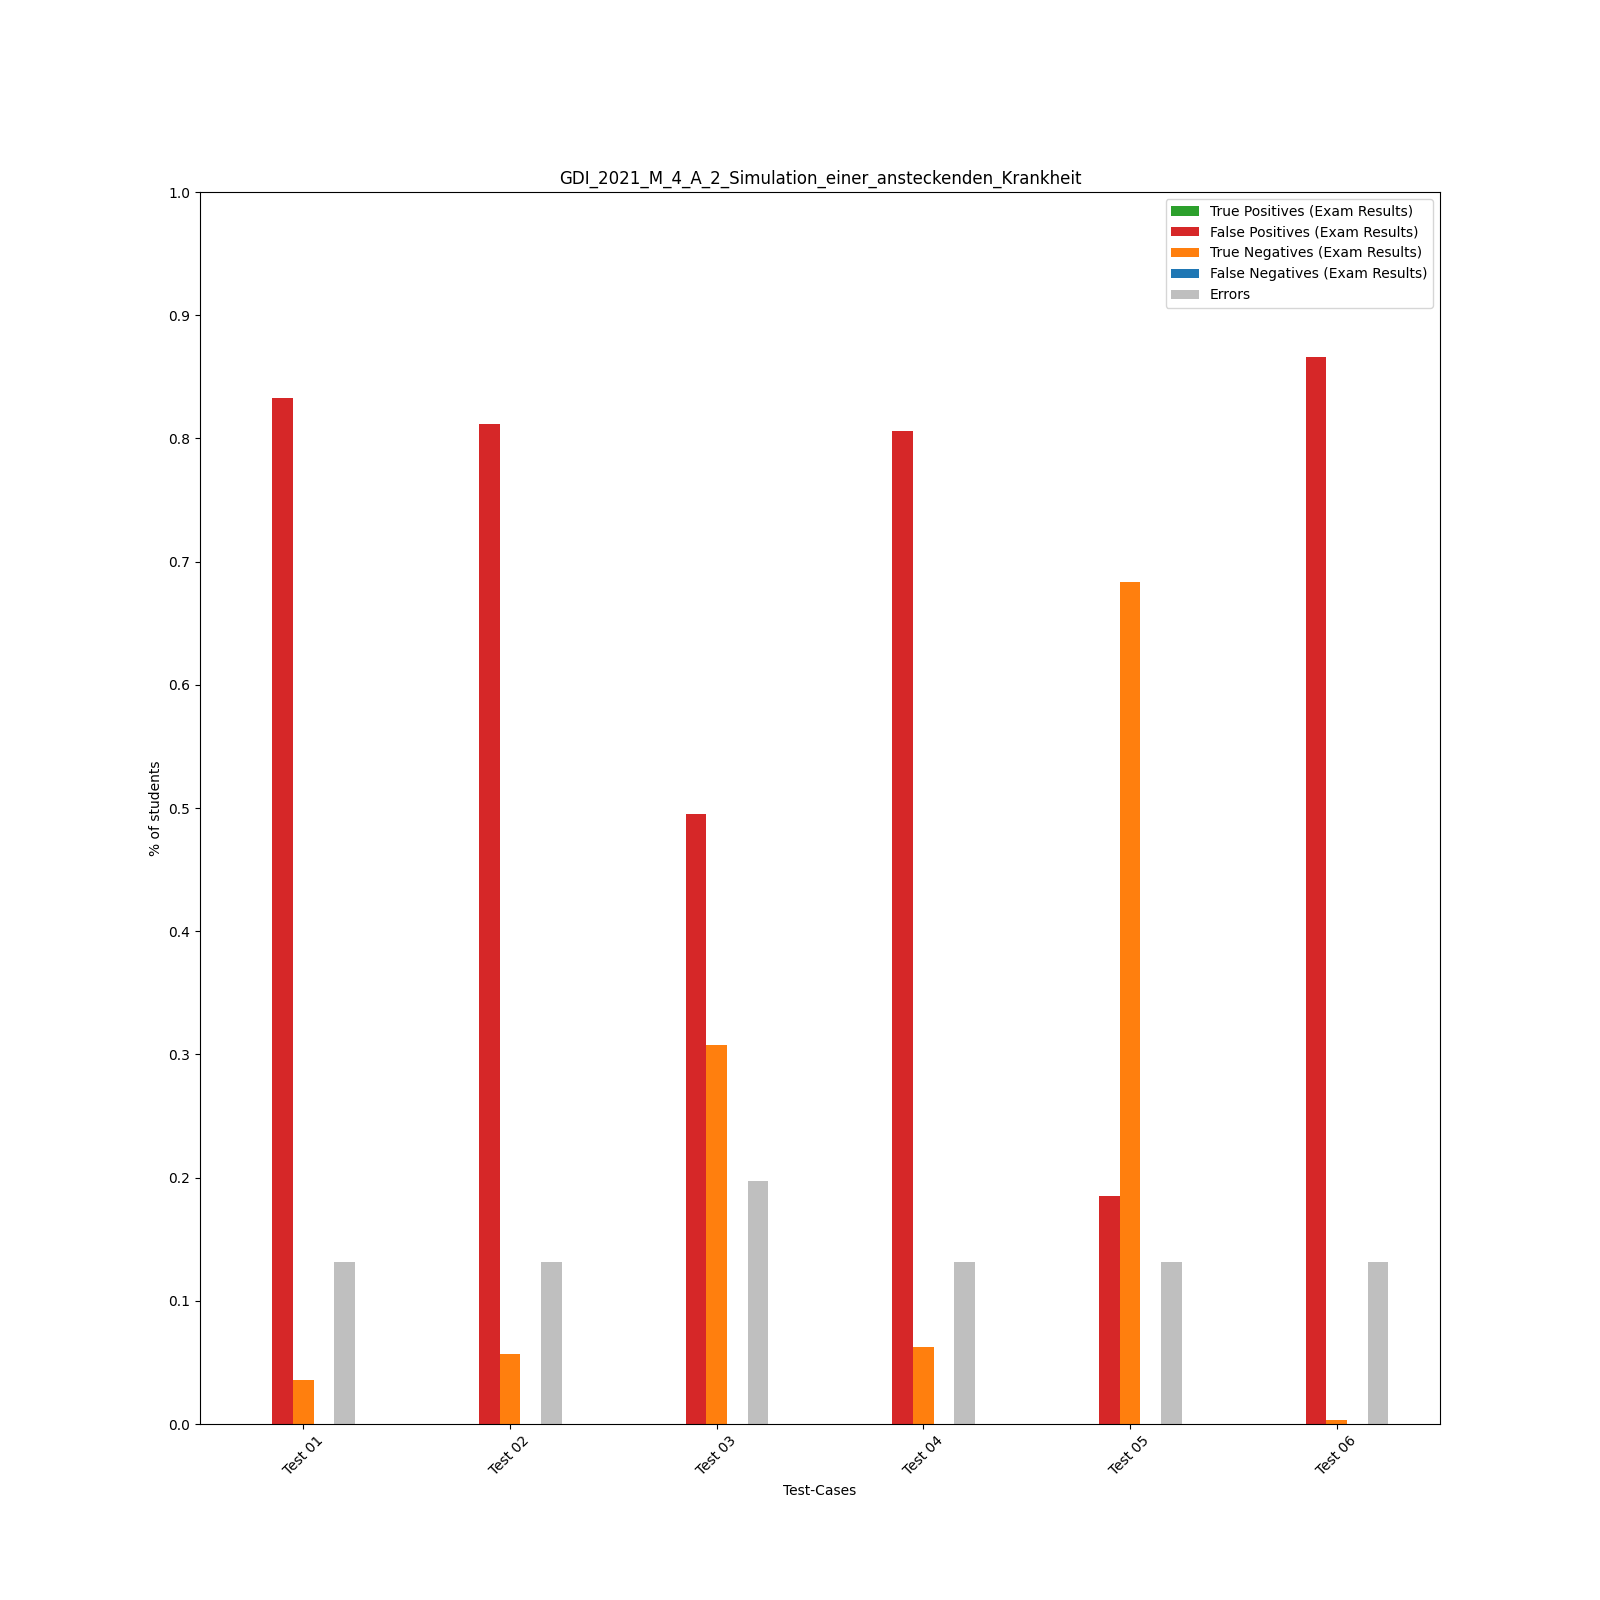 GDI_2021_M_4_A_2_Simulation_einer_ansteckenden_Krankheit
True Positives (Exam Results)
False Positives (Exam Results)
True Negatives (Exam Results)
False Negatives (Exam Results)
Errors
1.0
0.9
0.8
0.7
0.6
0.5
0.4
0.3
0.2
0.1
0.0
% of students
Test 01
Test 02
Test 03
Test 04
Test 05
Test 06
Test-Cases